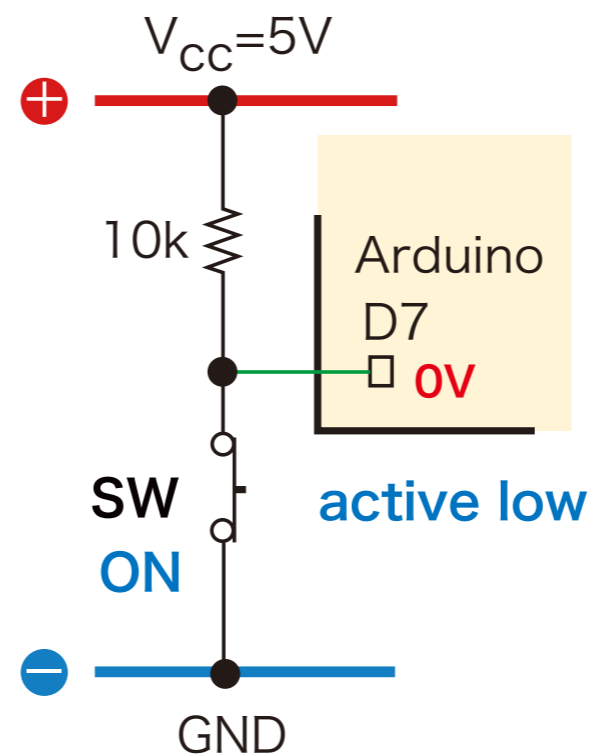 VCC=5V
10k
Arduino
D7
0V
SW
ON
active low
GND